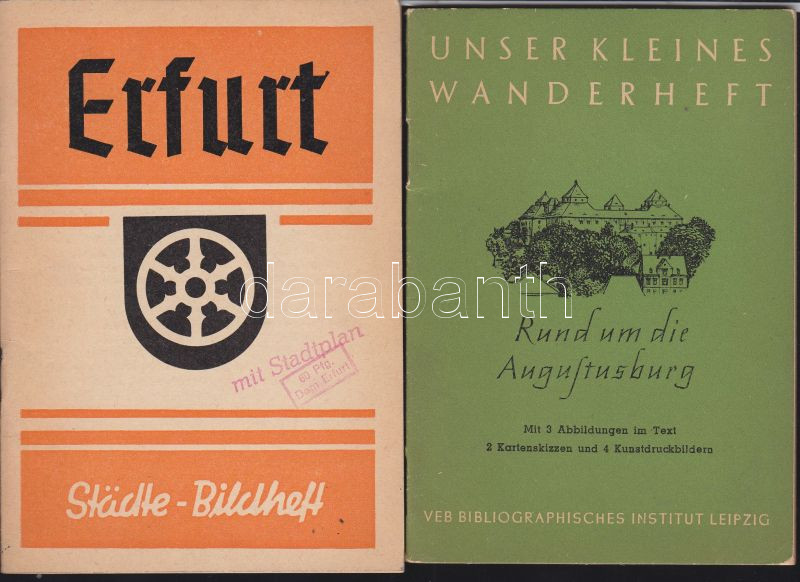 Erfurt
mit Stadtplan
60 Pfg.
Dom Erfurt
Städte-Bildheft
UNSER KLEINES
WANDERHEFT
Rund um die
Auguſtusburg
Mit 3 Abbildungen im Text
2 Kartenskizzen und 4 Kunstdruckbildern
VEB BIBLIOGRAPHISCHES INSTITUT LEIPZIG
darabanth